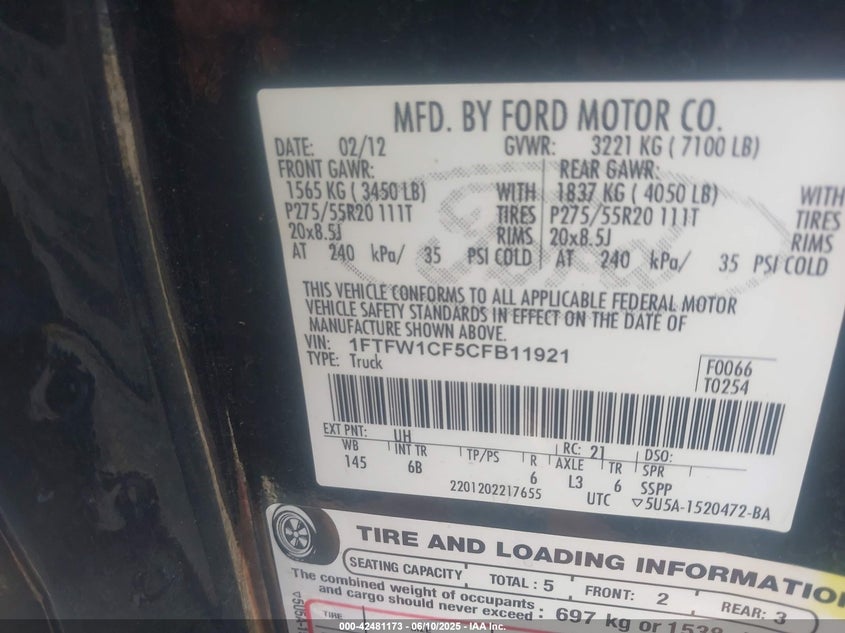 MFD. BY FORD MOTOR CO.
DATE: 02/12 GVWR: 3221 KG ( 7100 LB)
FRONT GAWR: REAR GAWR:
1565 KG ( 3450 LB) WITH 1837 KG ( 4050 LB) WITH
P275/55R20 111T TIRES P275/55R20 111T TIRES
20x8.5J RIMS 20x8.5J RIMS
AT 240 kPa/ 35 PSI COLD AT 240 kPa/ 35 PSI COLD
Ford
THIS VEHICLE CONFORMS TO ALL APPLICABLE FEDERAL MOTOR
VEHICLE SAFETY STANDARDS IN EFFECT ON THE DATE OF
MANUFACTURE SHOWN ABOVE.
VIN: 1FTFW1CF5CFB11921
TYPE: Truck
F0066
T0254
EXT PNT: UH RC: 21 DSO:
WB INT TR TP/PS R AXLE TR SPR
145 6B 6 L3 6 SSPP
2201202217655 UTC ▽5U5A-1520472-BA
TIRE AND LOADING INFORMATION
SEATING CAPACITY TOTAL : 5 FRONT: 2 REAR: 3
The combined weight of occupants
and cargo should never exceed : 697 kg or 1538
TIRE
000-42481173 — 06/10/2025 — IAA Inc.